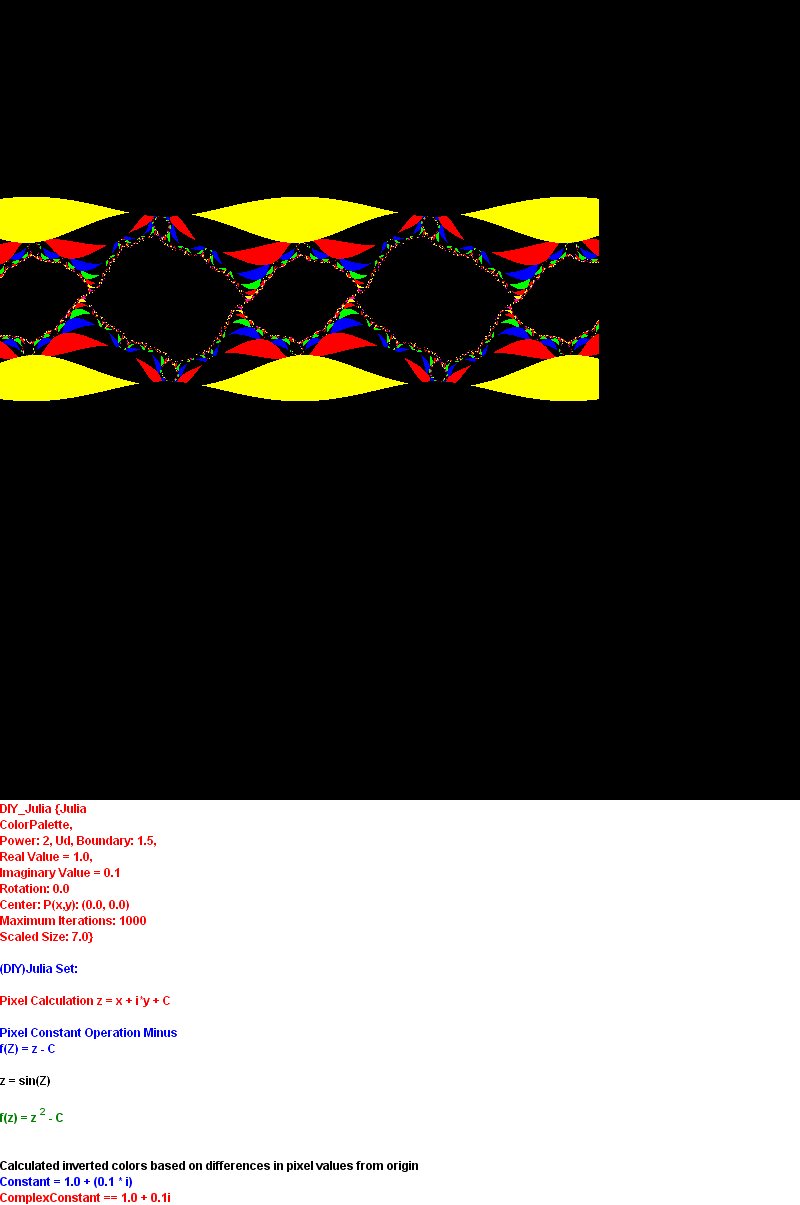 DIY_Julia {Julia
ColorPalette,
Power: 2, Ud, Boundary: 1.5,
Real Value = 1.0,
Imaginary Value = 0.1
Rotation: 0.0
Center: P(x,y): (0.0, 0.0)
Maximum Iterations: 1000
Scaled Size: 7.0}
(DIY)Julia Set:
Pixel Calculation z = x + i*y + C
Pixel Constant Operation Minus
f(Z) = z - C
z = sin(Z)
f(z) = z ² - C
Calculated inverted colors based on differences in pixel values from origin
Constant = 1.0 + (0.1 * i)
ComplexConstant == 1.0 + 0.1i